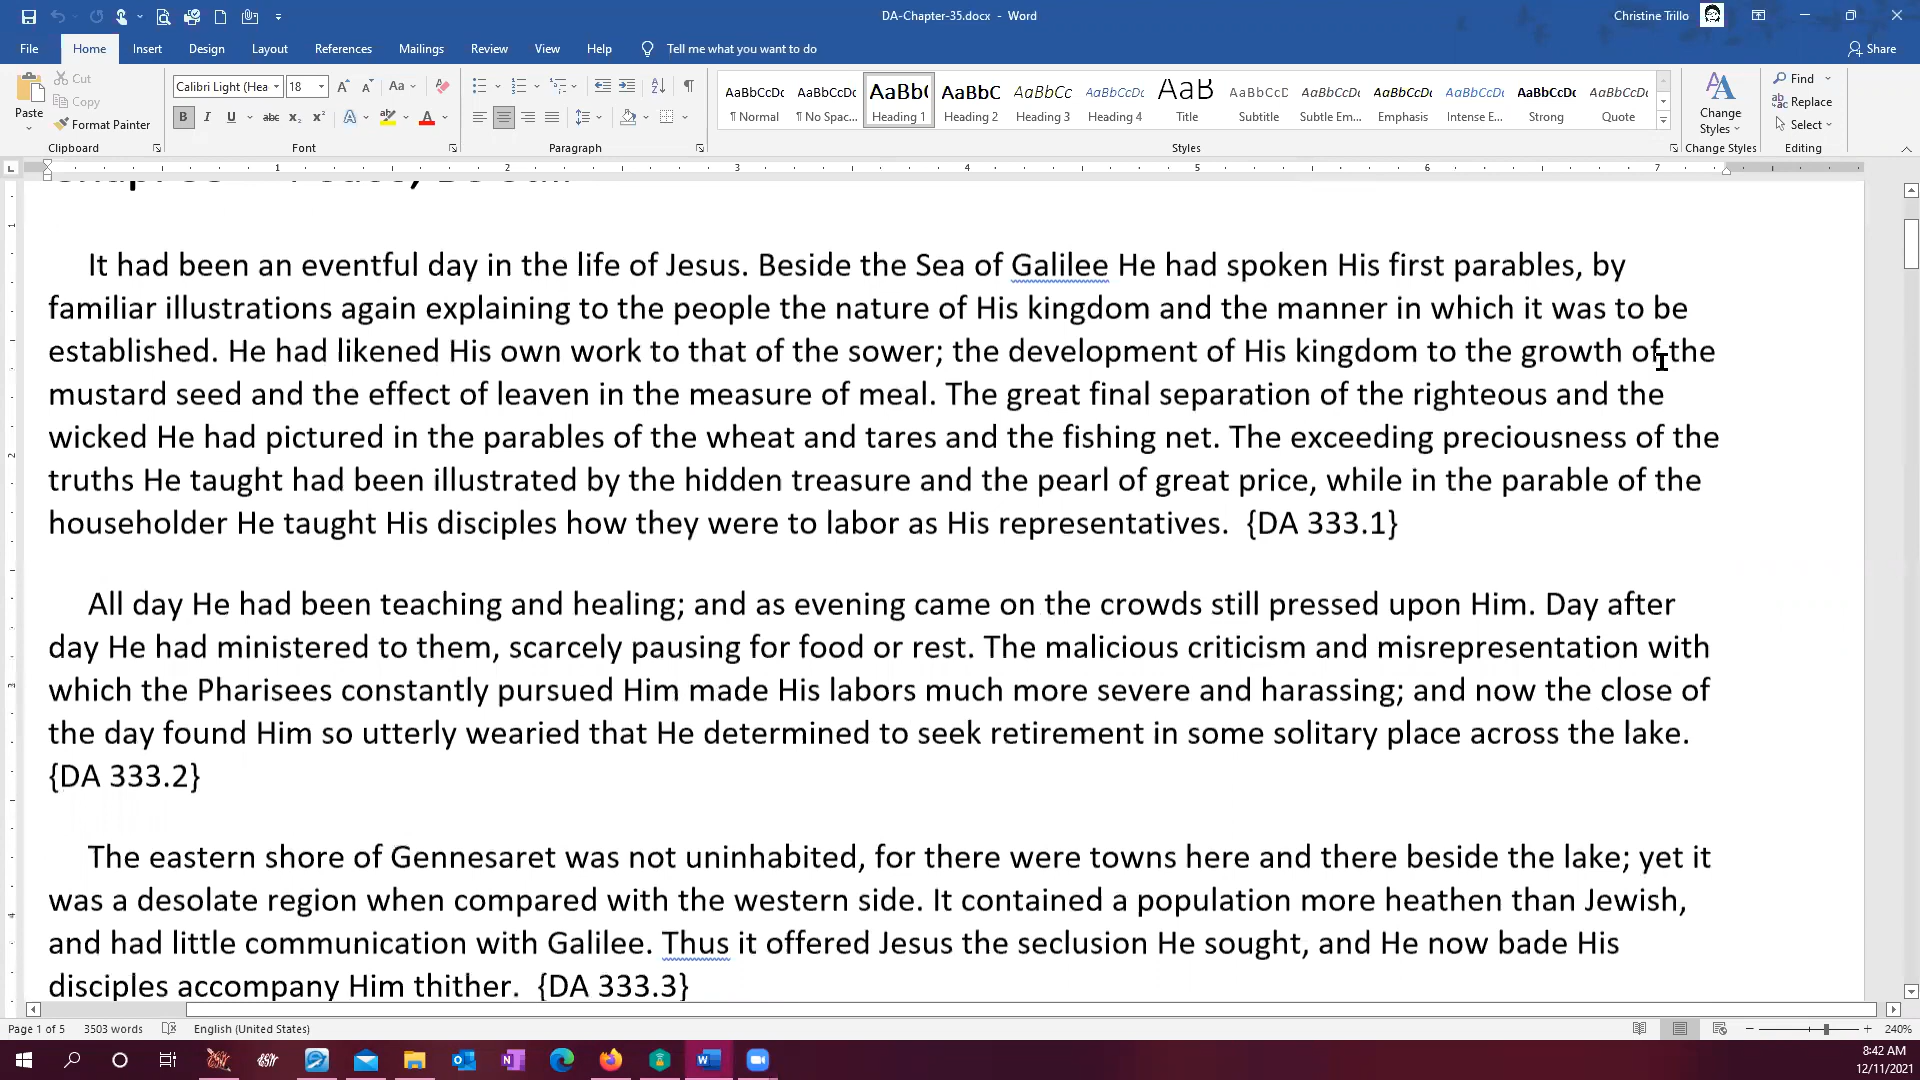 DA-Chapter-35.docx - Word
Christine Trillo
File Home Insert Design Layout References Mailings Review View Help Tell me what you want to do Share
Paste Cut Copy Format Painter
Calibri Light (Hea 18
AaBbCcDc AaBbCcDc AaBb( AaBbC AaBbCc AaBbCcDc AaB AaBbCcD AaBbCcDc AaBbCcDc AaBbCcDc AaBbCcDc AaBbCcDc
¶ Normal ¶ No Spac... Heading 1 Heading 2 Heading 3 Heading 4 Title Subtitle Subtle Em... Emphasis Intense E... Strong Quote
Change Styles
Find Replace Select
Clipboard Font Paragraph Styles Change Styles Editing
1 2 3 4 5 6 7
It had been an eventful day in the life of Jesus. Beside the Sea of Galilee He had spoken His first parables, by
familiar illustrations again explaining to the people the nature of His kingdom and the manner in which it was to be
established. He had likened His own work to that of the sower; the development of His kingdom to the growth of the
mustard seed and the effect of leaven in the measure of meal. The great final separation of the righteous and the
wicked He had pictured in the parables of the wheat and tares and the fishing net. The exceeding preciousness of the
truths He taught had been illustrated by the hidden treasure and the pearl of great price, while in the parable of the
householder He taught His disciples how they were to labor as His representatives. {DA 333.1}
All day He had been teaching and healing; and as evening came on the crowds still pressed upon Him. Day after
day He had ministered to them, scarcely pausing for food or rest. The malicious criticism and misrepresentation with
which the Pharisees constantly pursued Him made His labors much more severe and harassing; and now the close of
the day found Him so utterly wearied that He determined to seek retirement in some solitary place across the lake.
{DA 333.2}
The eastern shore of Gennesaret was not uninhabited, for there were towns here and there beside the lake; yet it
was a desolate region when compared with the western side. It contained a population more heathen than Jewish,
and had little communication with Galilee. Thus it offered Jesus the seclusion He sought, and He now bade His
disciples accompany Him thither. {DA 333.3}
Page 1 of 5 3503 words English (United States) 240%
8:42 AM
12/11/2021